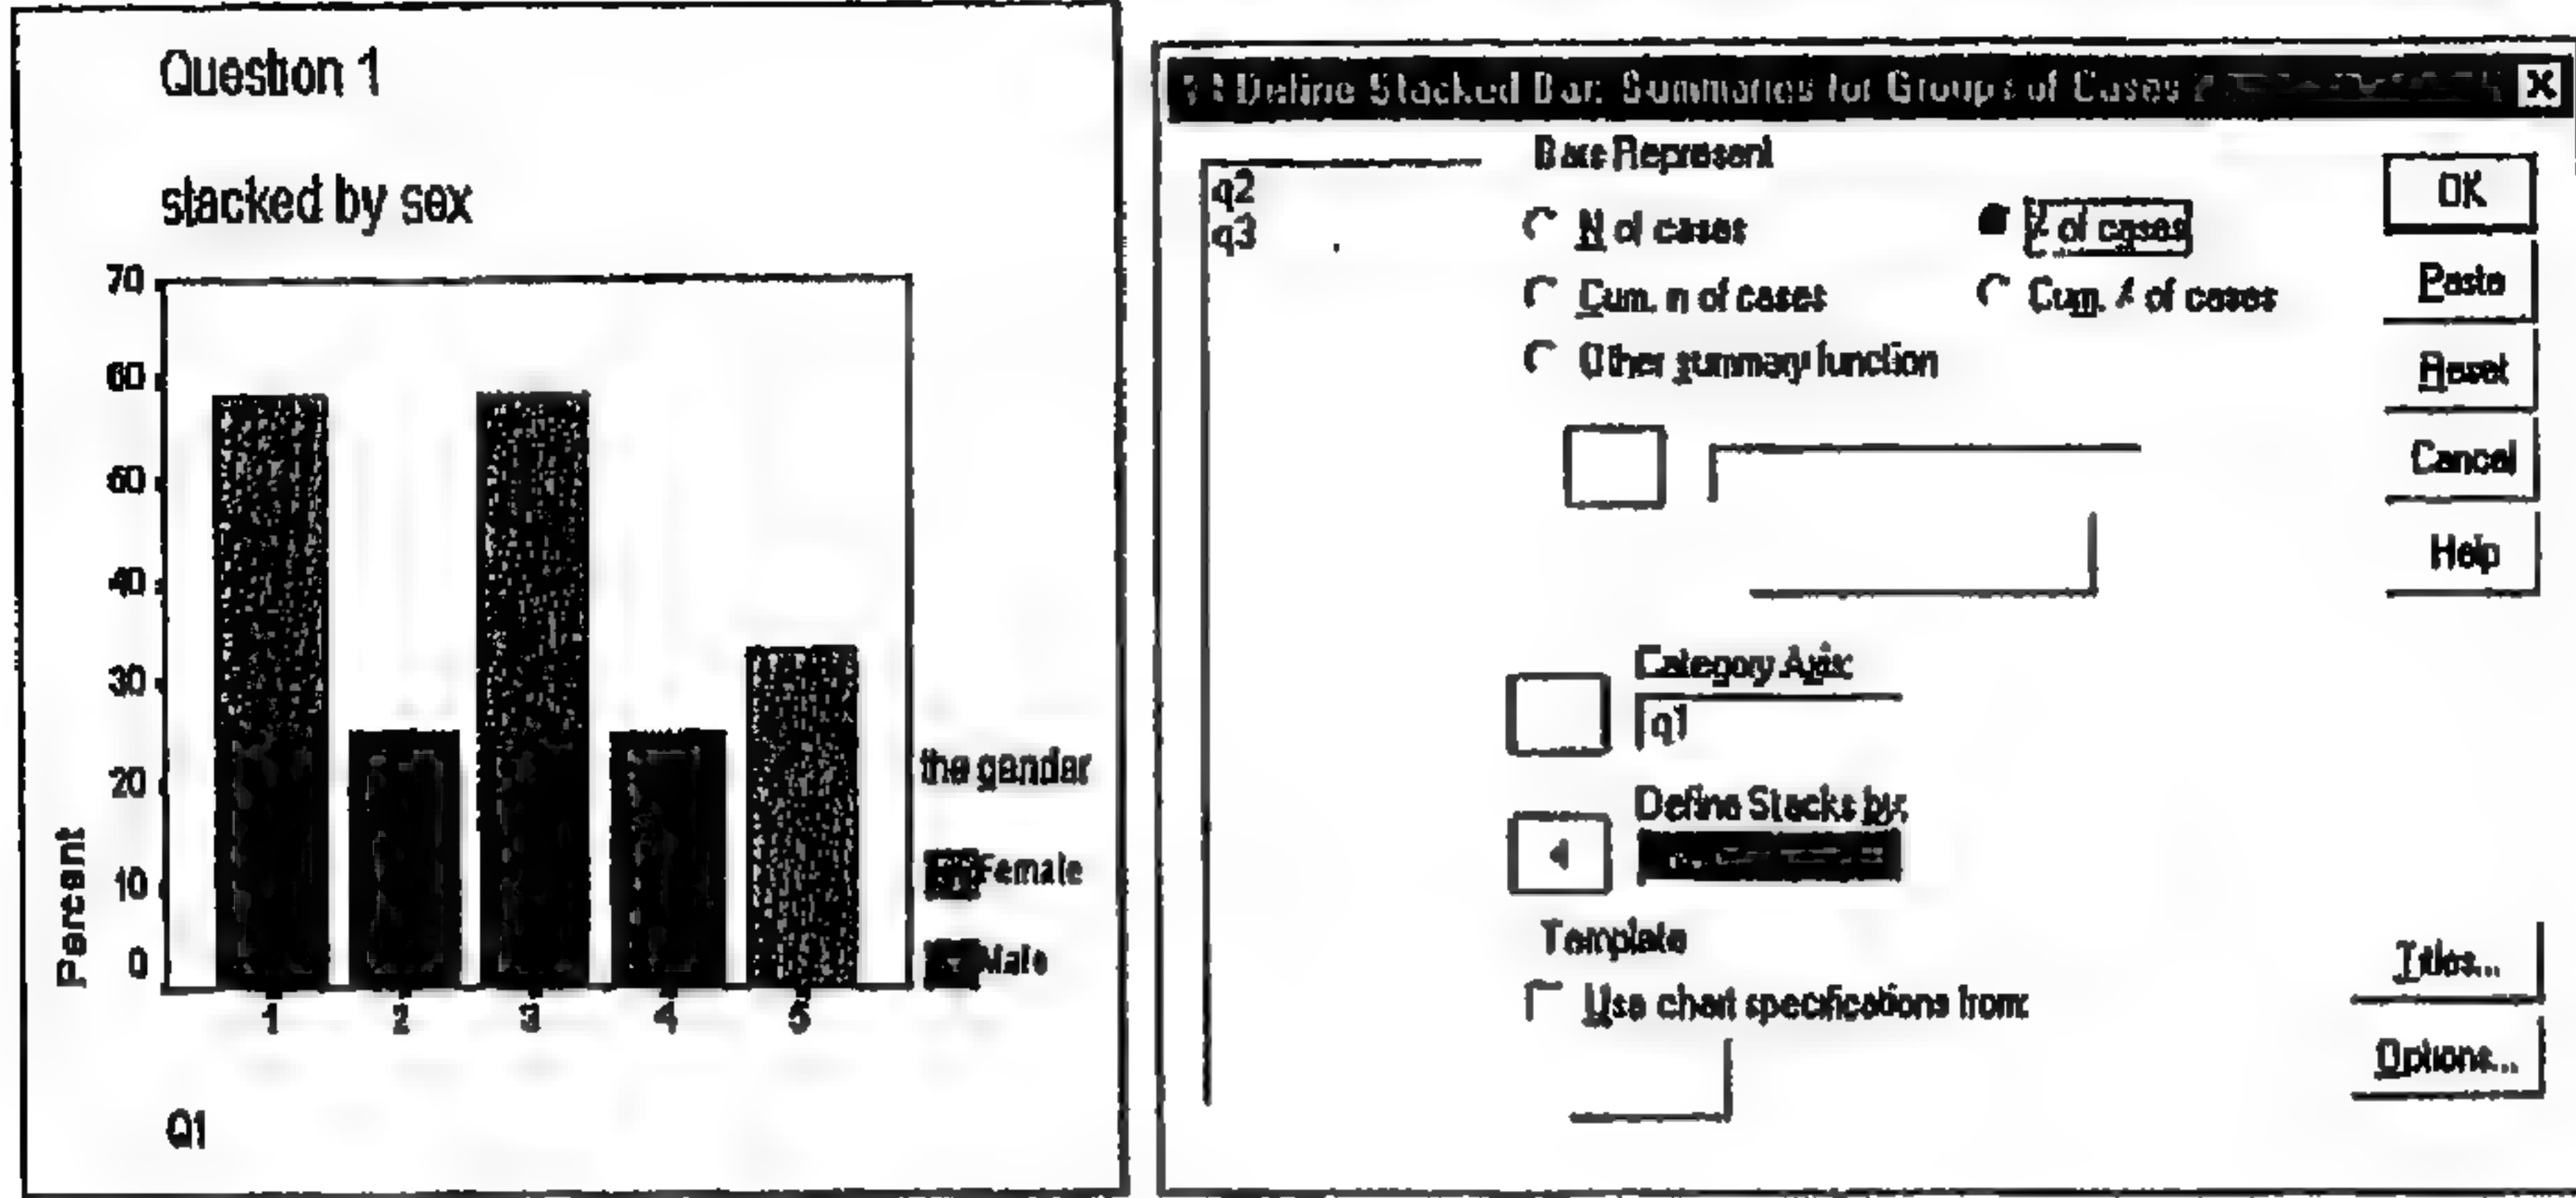 Question 1
stacked by sex
70
60
60
40
30
20
10
0
Percent
1
2
3
4
5
Q1
the gender
Female
Male
Define Stacked Bar: Summaries for Groups of Cases
q2
q3
Bars Represent
N of cases
% of cases
Cum. n of cases
Cum. % of cases
Other summary function
Category Axis:
q1
Define Stacks by:
Template
Use chart specifications from:
OK
Paste
Reset
Cancel
Help
Titles...
Options...